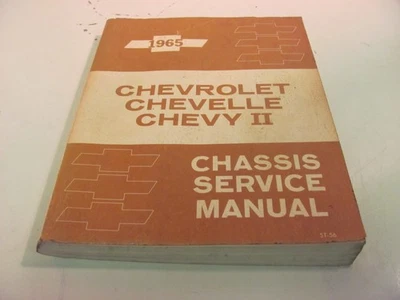 1965
CHEVROLET
CHEVELLE
CHEVY II
CHASSIS
SERVICE
MANUAL